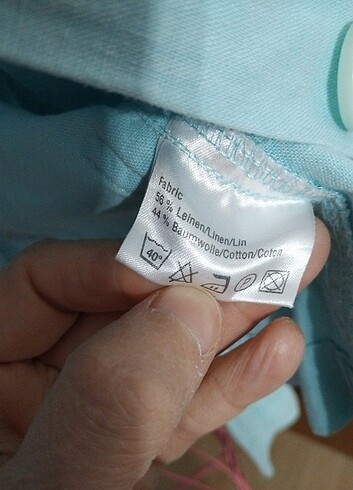 Fabric
56 % Leinen/Linen/Lin
44 % Baumwolle/Cotton/Coton
40°